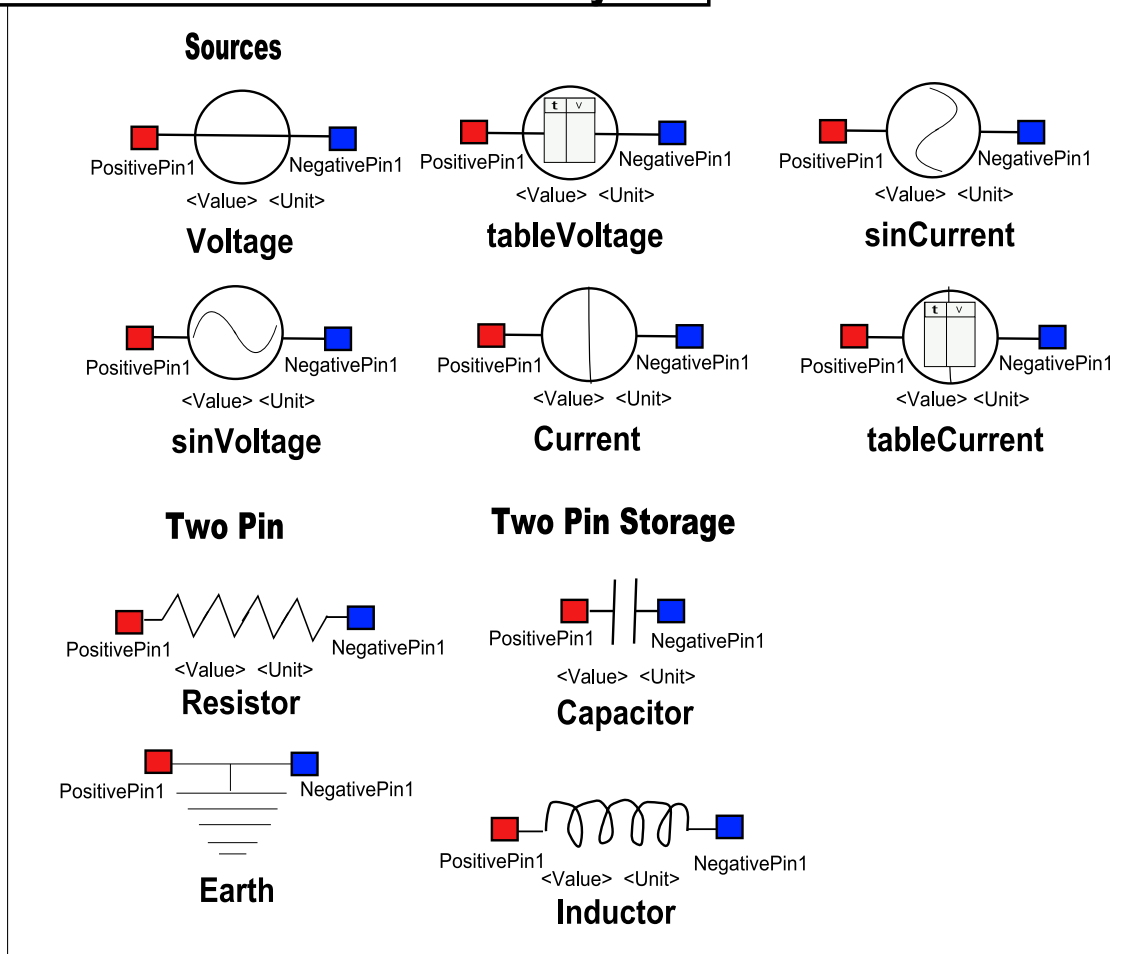 Sources
t v
PositivePin1 NegativePin1 PositivePin1 NegativePin1 PositivePin1 NegativePin1
<Value> <Unit> <Value> <Unit> <Value> <Unit>
Voltage tableVoltage sinCurrent
t v
PositivePin1 NegativePin1 PositivePin1 NegativePin1 PositivePin1 NegativePin1
<Value> <Unit> <Value> <Unit> <Value> <Unit>
sinVoltage Current tableCurrent
Two Pin Two Pin Storage
PositivePin1 NegativePin1 PositivePin1 NegativePin1
<Value> <Unit> <Value> <Unit>
Resistor Capacitor
PositivePin1 NegativePin1
Earth
PositivePin1 NegativePin1
<Value> <Unit>
Inductor